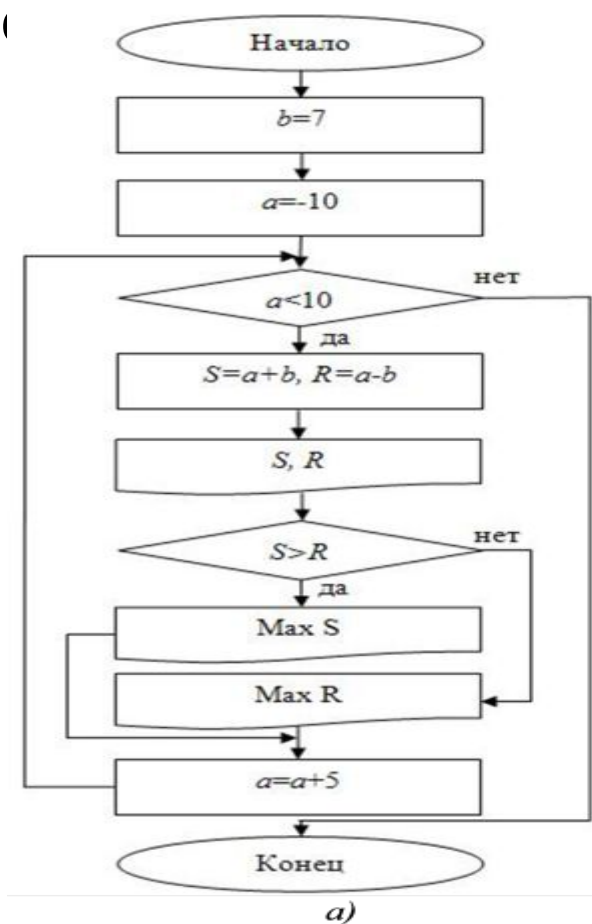 Начало
b=7
a=-10
a<10
нет
да
S=a+b, R=a-b
S, R
S>R
нет
да
Max S
Max R
a=a+5
Конец
a)